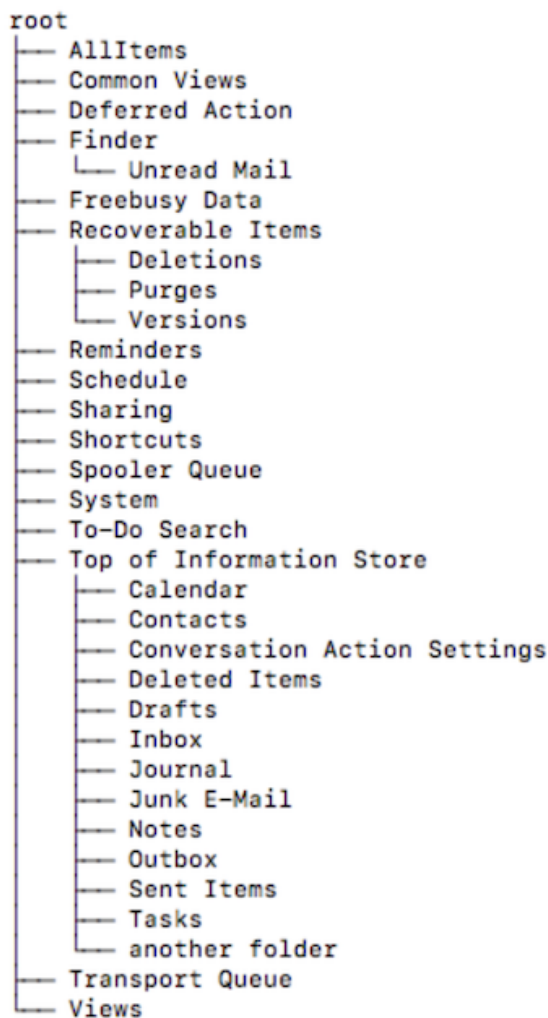 root
├── AllItems
├── Common Views
├── Deferred Action
├── Finder
│   └── Unread Mail
├── Freebusy Data
├── Recoverable Items
│   ├── Deletions
│   ├── Purges
│   └── Versions
├── Reminders
├── Schedule
├── Sharing
├── Shortcuts
├── Spooler Queue
├── System
├── To-Do Search
├── Top of Information Store
│   ├── Calendar
│   ├── Contacts
│   ├── Conversation Action Settings
│   ├── Deleted Items
│   ├── Drafts
│   ├── Inbox
│   ├── Journal
│   ├── Junk E-Mail
│   ├── Notes
│   ├── Outbox
│   ├── Sent Items
│   ├── Tasks
│   └── another folder
├── Transport Queue
└── Views